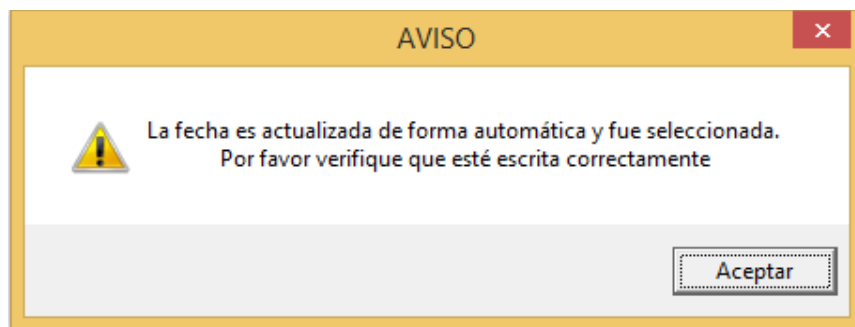 AVISO
La fecha es actualizada de forma automática y fue seleccionada.
Por favor verifique que esté escrita correctamente
Aceptar